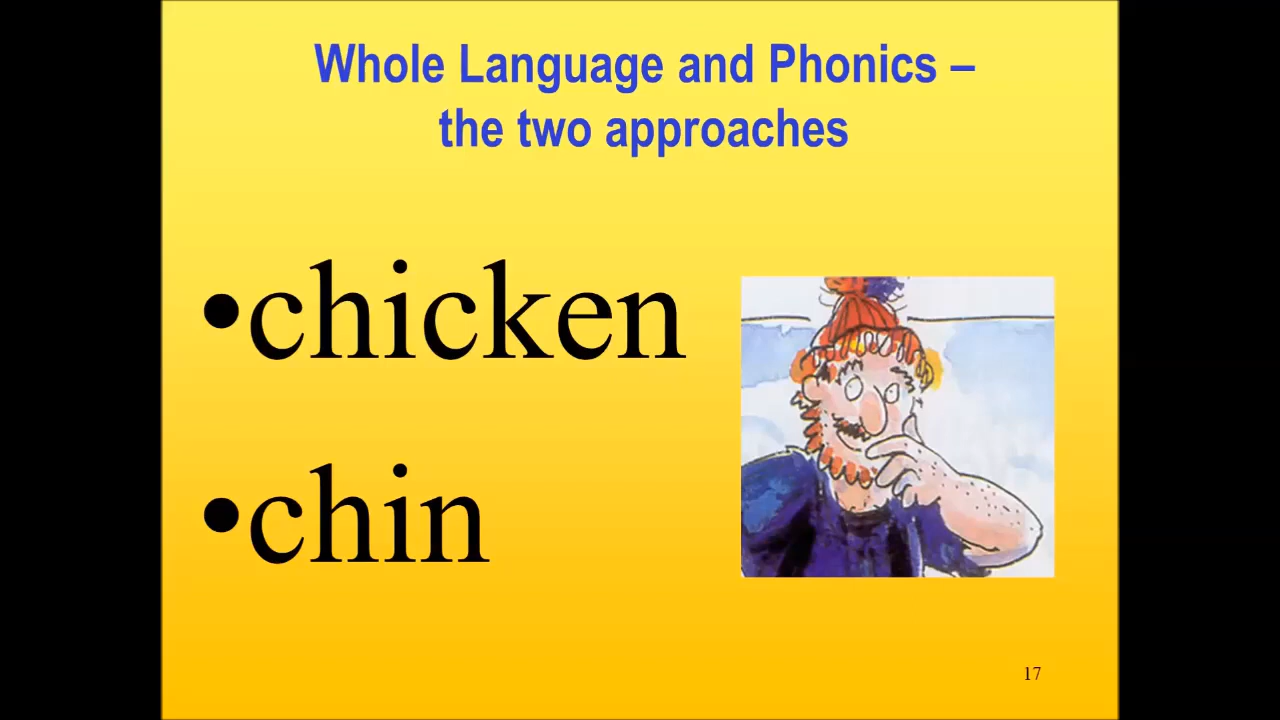 Whole Language and Phonics –
the two approaches
•chicken
•chin
17